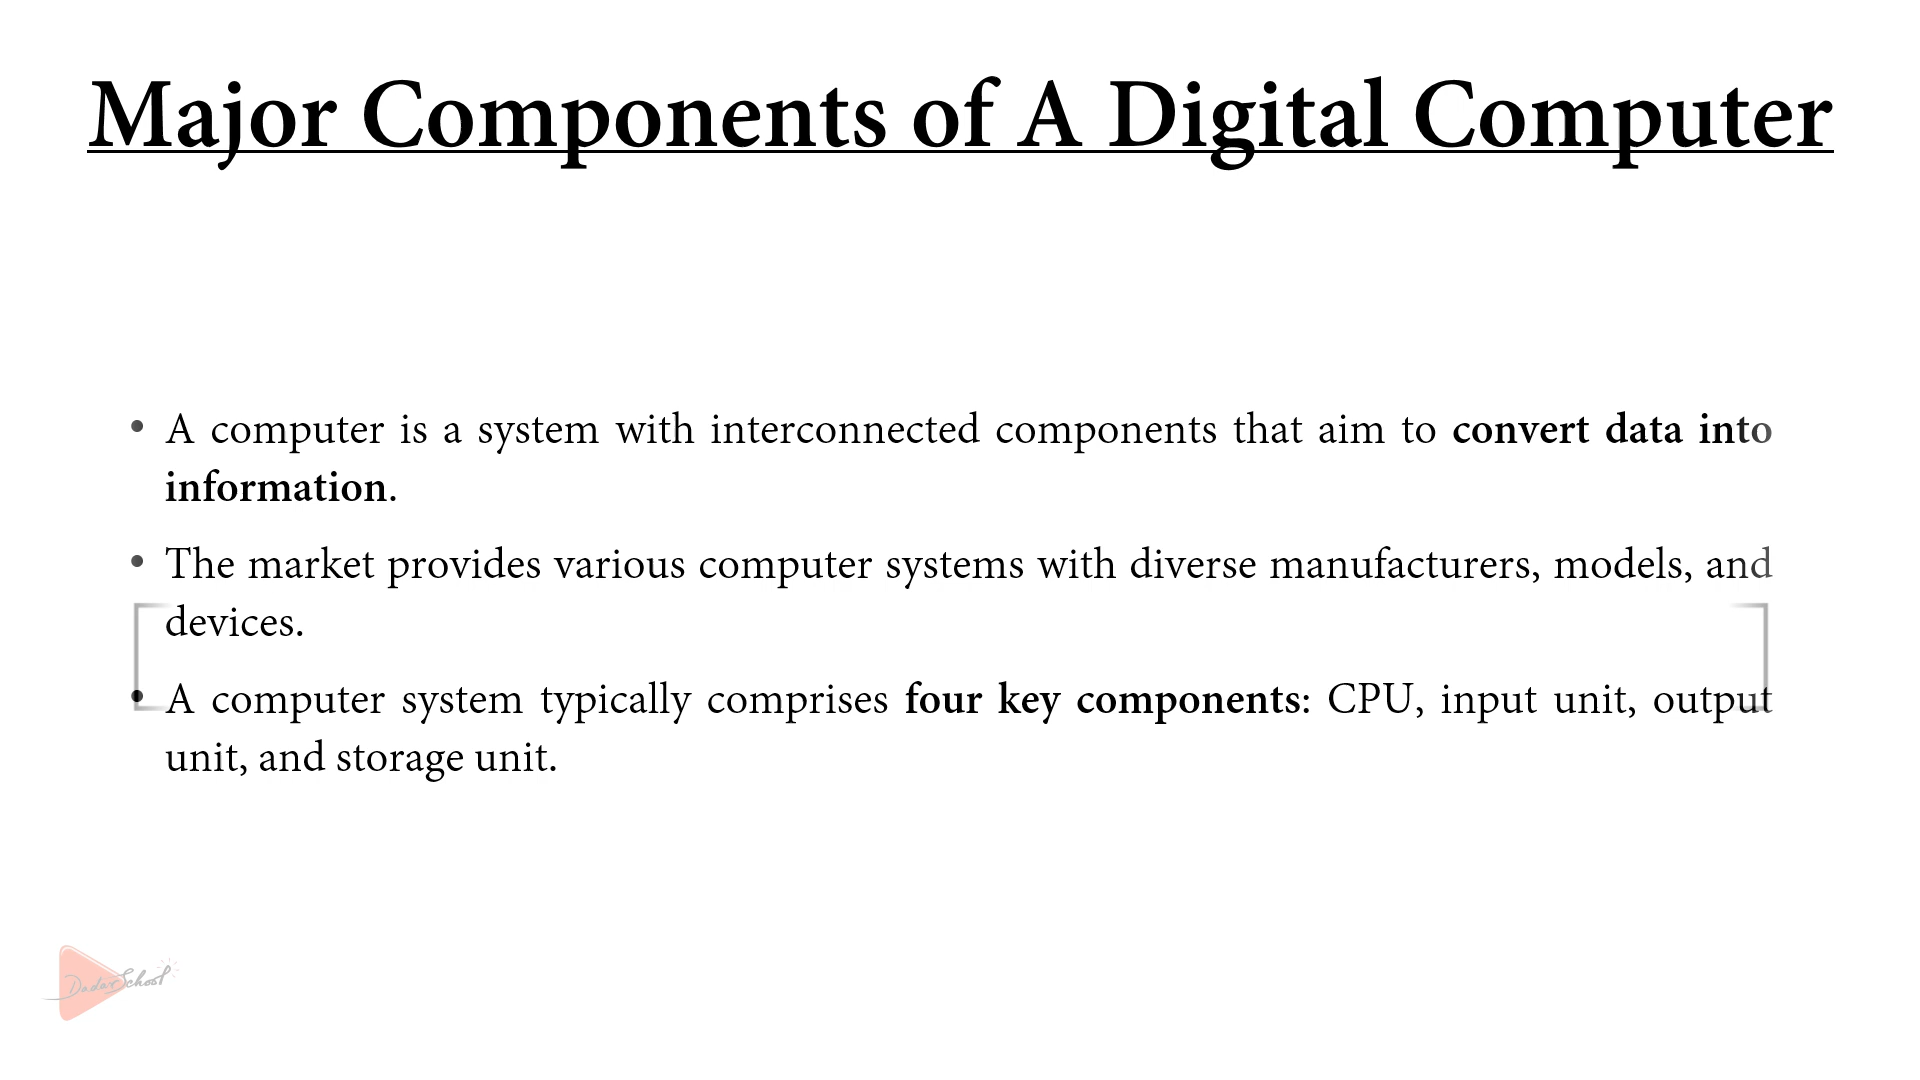 Major Components of A Digital Computer
• A computer is a system with interconnected components that aim to convert data into
information.
• The market provides various computer systems with diverse manufacturers, models, and
devices.
• A computer system typically comprises four key components: CPU, input unit, output
unit, and storage unit.
Dadar School